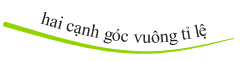 hai cạnh góc vuông tỉ lệ